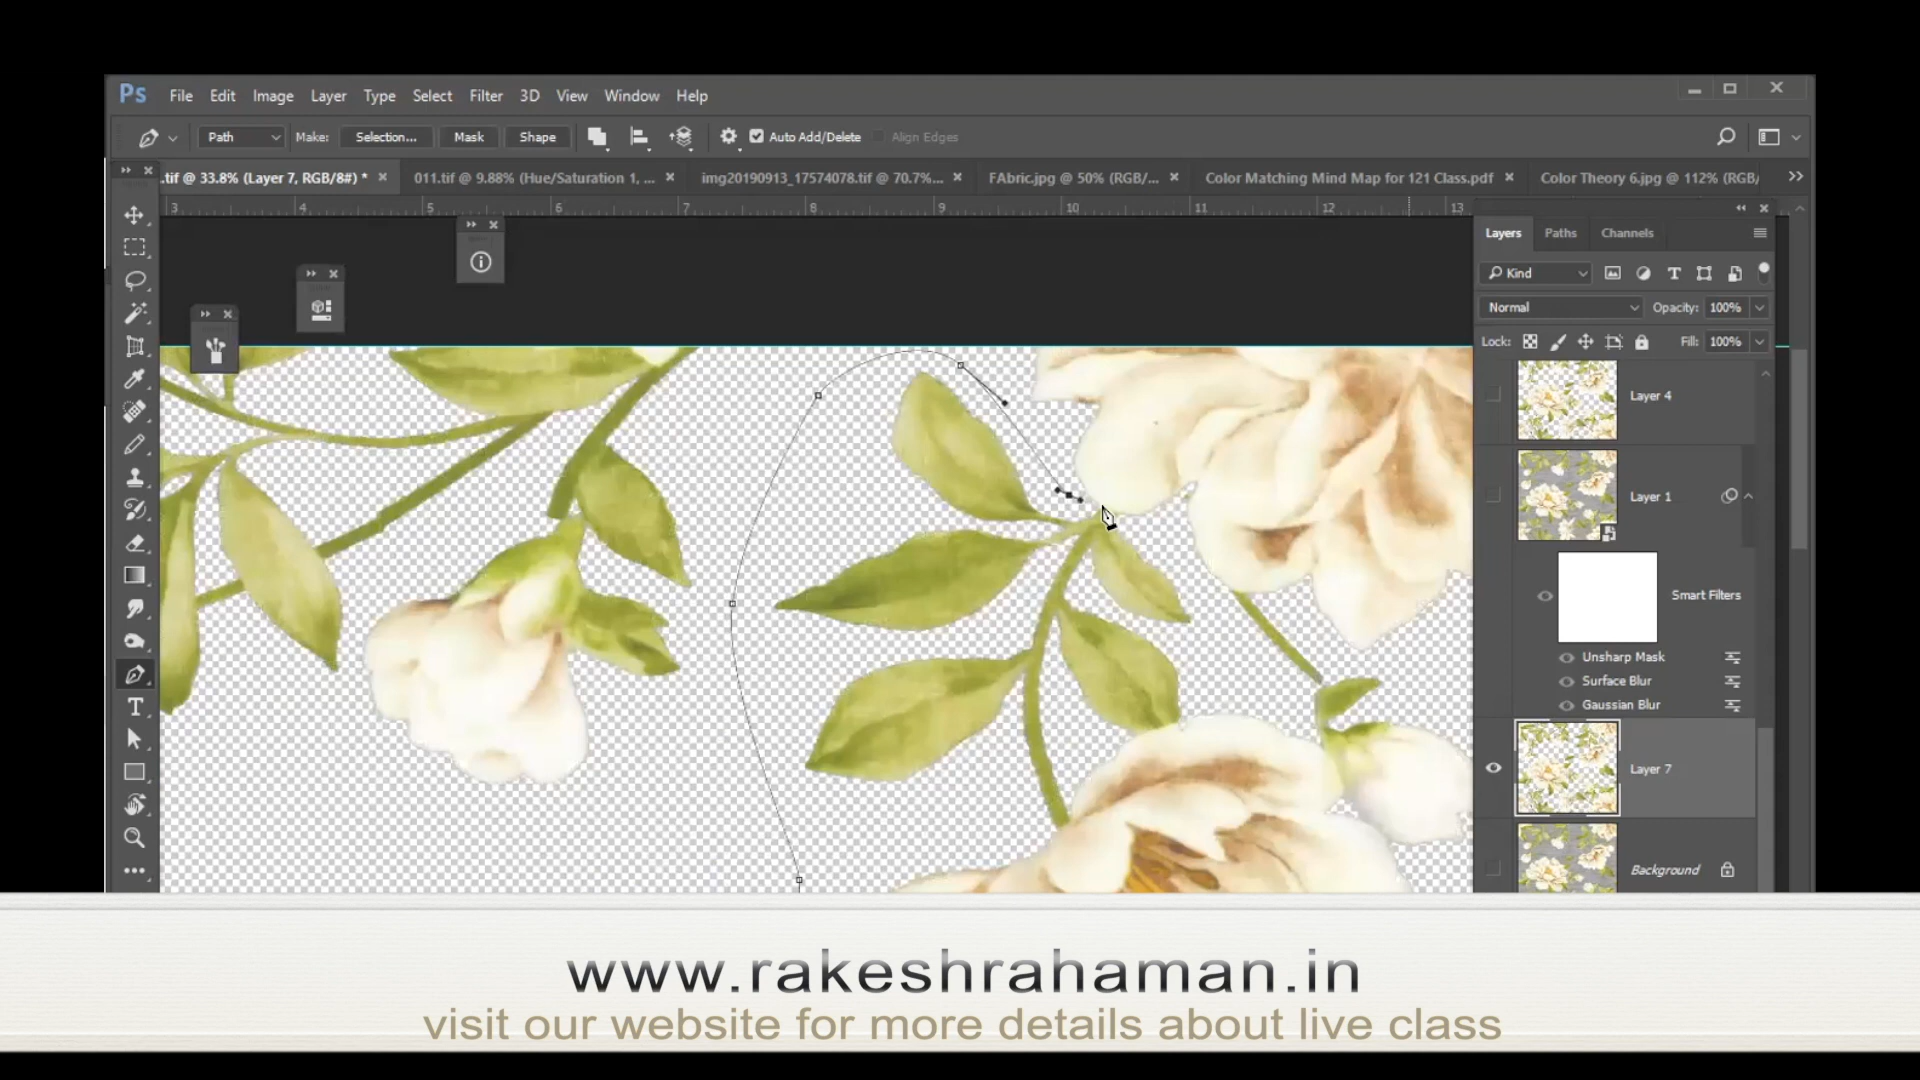 Ps File Edit Image Layer Type Select Filter 3D View Window Help
Path Make: Selection... Mask Shape Auto Add/Delete Align Edges
.tif @ 33.8% (Layer 7, RGB/8#) * 011.tif @ 9.88% (Hue/Saturation 1, ... img20190913_17574078.tif @ 70.7%... FAbric.jpg @ 50% (RGB/... Color Matching Mind Map for 121 Class.pdf Color Theory 6.jpg @ 112% (RGB/
3 4 5 6 7 8 9 10 11 12 13
Layers Paths Channels
Kind
Normal Opacity: 100%
Lock: Fill: 100%
Layer 4
Layer 1
Smart Filters
Unsharp Mask
Surface Blur
Gaussian Blur
Layer 7
Background
www.rakeshrahaman.in
visit our website for more details about live class